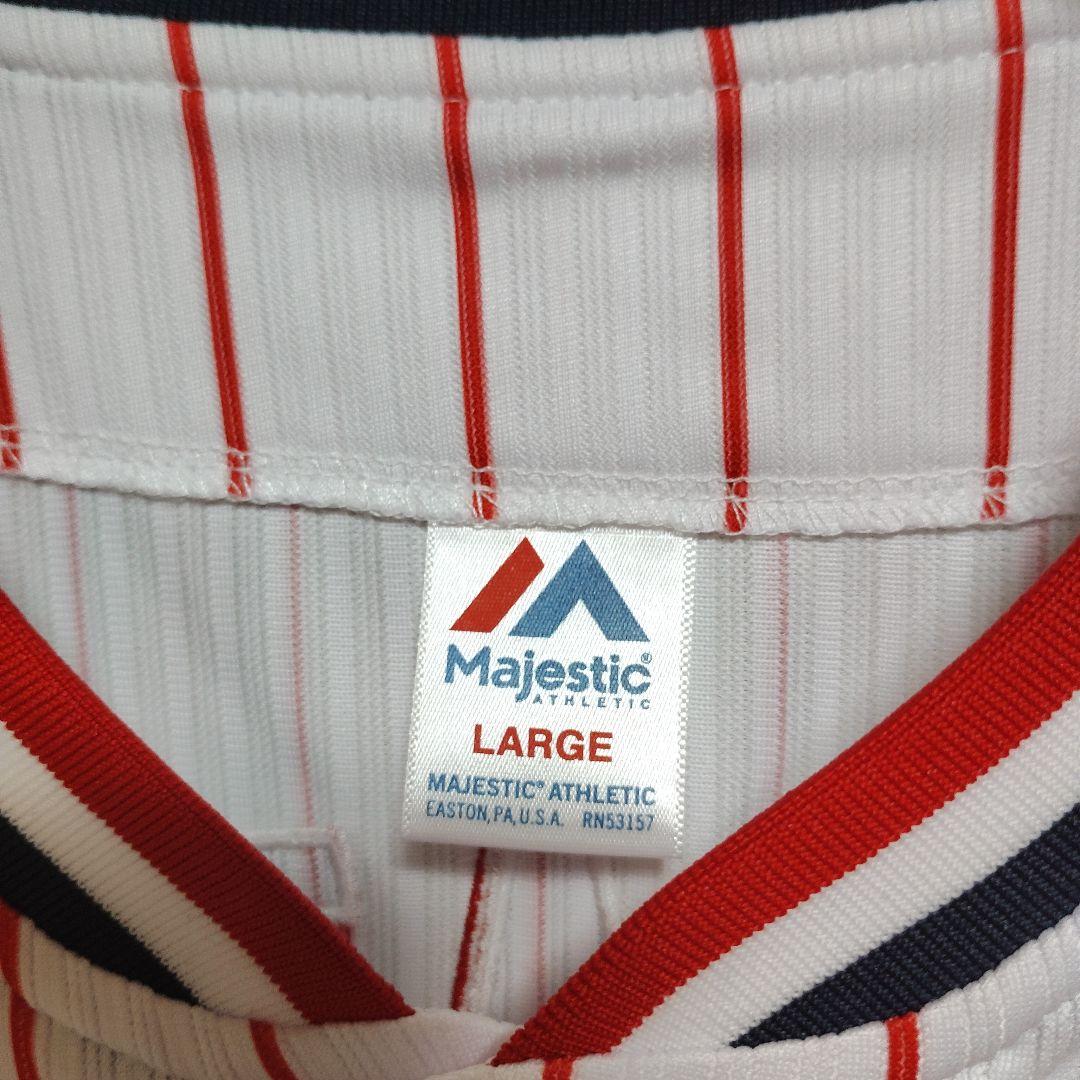 Majestic®
ATHLETIC
LARGE
MAJESTIC® ATHLETIC
EASTON, PA, U.S.A. RN53157